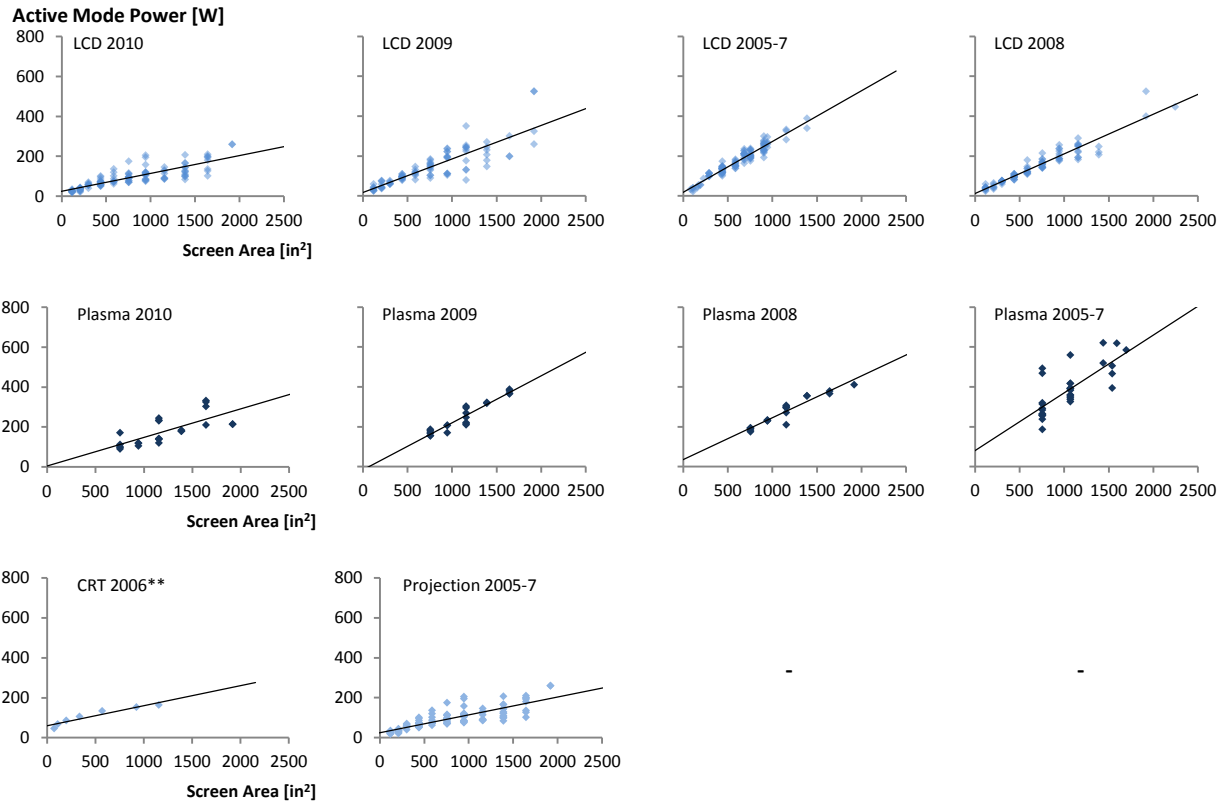 Active Mode Power [W]
800 LCD 2010 LCD 2009 LCD 2005-7 LCD 2008
600
400
200
0
0 500 1000 1500 2000 2500 0 500 1000 1500 2000 2500 0 500 1000 1500 2000 2500 0 500 1000 1500 2000 2500
Screen Area [in²]
800 Plasma 2010 Plasma 2009 Plasma 2008 Plasma 2005-7
600
400
200
0
0 500 1000 1500 2000 2500 0 500 1000 1500 2000 2500 0 500 1000 1500 2000 2500 0 500 1000 1500 2000 2500
Screen Area [in²]
800 CRT 2006** 800 Projection 2005-7
600 600
400 400
200 200
0 0
0 500 1000 1500 2000 2500 0 500 1000 1500 2000 2500
- -
Screen Area [in²]